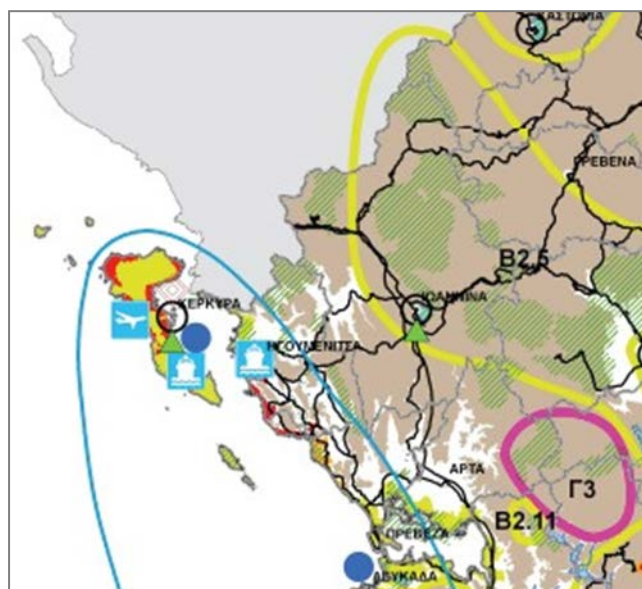 ΚΑΣΤΟΡΙΑ
ΓΡΕΒΕΝΑ
Β2.5
ΚΕΡΚΥΡΑ
ΙΩΑΝΝΙΝΑ
ΗΓΟΥΜΕΝΙΤΣΑ
ΑΡΤΑ
Γ3
Β2.11
ΠΡΕΒΕΖΑ
ΛΕΥΚΑΔΑ